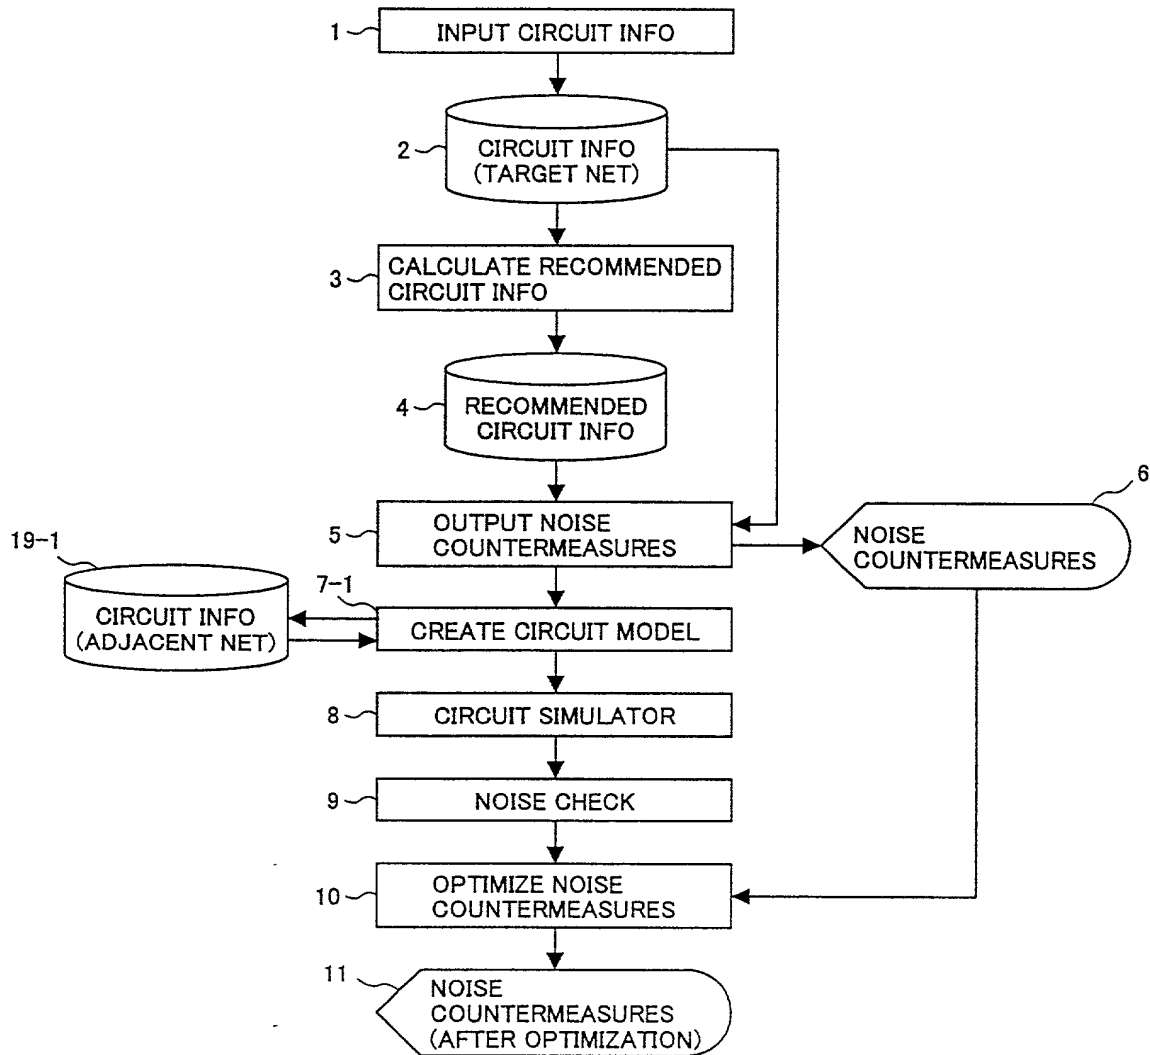 1
INPUT CIRCUIT INFO
2
CIRCUIT INFO
(TARGET NET)
3
CALCULATE RECOMMENDED
CIRCUIT INFO
4
RECOMMENDED
CIRCUIT INFO
5
OUTPUT NOISE
COUNTERMEASURES
6
NOISE
COUNTERMEASURES
19-1
CIRCUIT INFO
(ADJACENT NET)
7-1
CREATE CIRCUIT MODEL
8
CIRCUIT SIMULATOR
9
NOISE CHECK
10
OPTIMIZE NOISE
COUNTERMEASURES
11
NOISE
COUNTERMEASURES
(AFTER OPTIMIZATION)